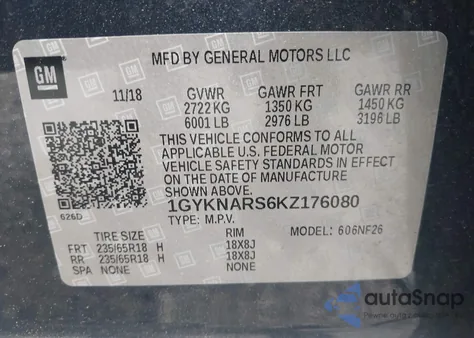 GM
MFD BY GENERAL MOTORS LLC
11/18 GVWR GAWR FRT GAWR RR
2722 KG 1350 KG 1450 KG
6001 LB 2976 LB 3196 LB
THIS VEHICLE CONFORMS TO ALL
APPLICABLE U.S. FEDERAL MOTOR
VEHICLE SAFETY STANDARDS IN EFFECT
ON THE DATE OF MANUFACTURE
SHOWN ABOVE.
626D 1GYKNARS6KZ176080
TYPE: M.P.V. MODEL: 606NF26
TIRE SIZE RIM
FRT 235/65R18 H 18X8J
RR 235/65R18 H 18X8J
SPA NONE NONE
autoSnap